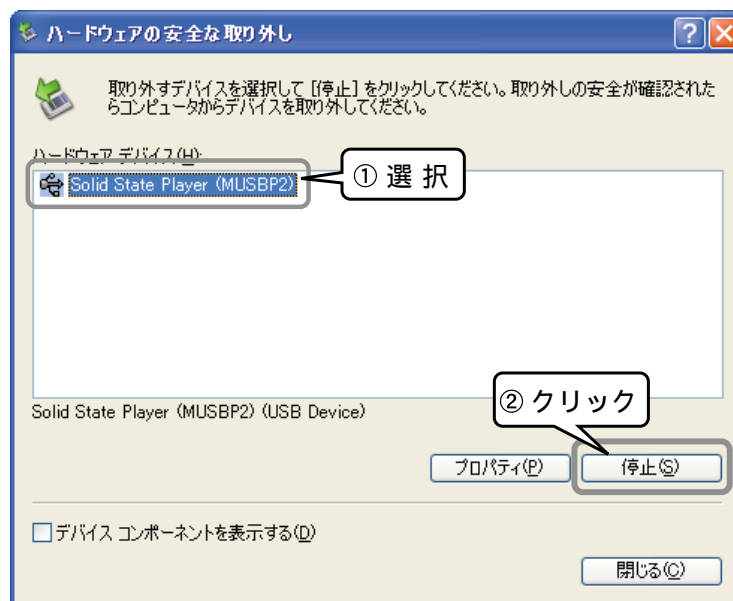 ハードウェアの安全な取り外し
取り外すデバイスを選択して [停止] をクリックしてください。取り外しの安全が確認された
らコンピュータからデバイスを取り外してください。
ハードウェア デバイス(H):
Solid State Player (MUSBP2)
① 選 択
② クリック
Solid State Player (MUSBP2) (USB Device)
プロパティ(P)
停止(S)
デバイス コンポーネントを表示する(D)
閉じる(C)